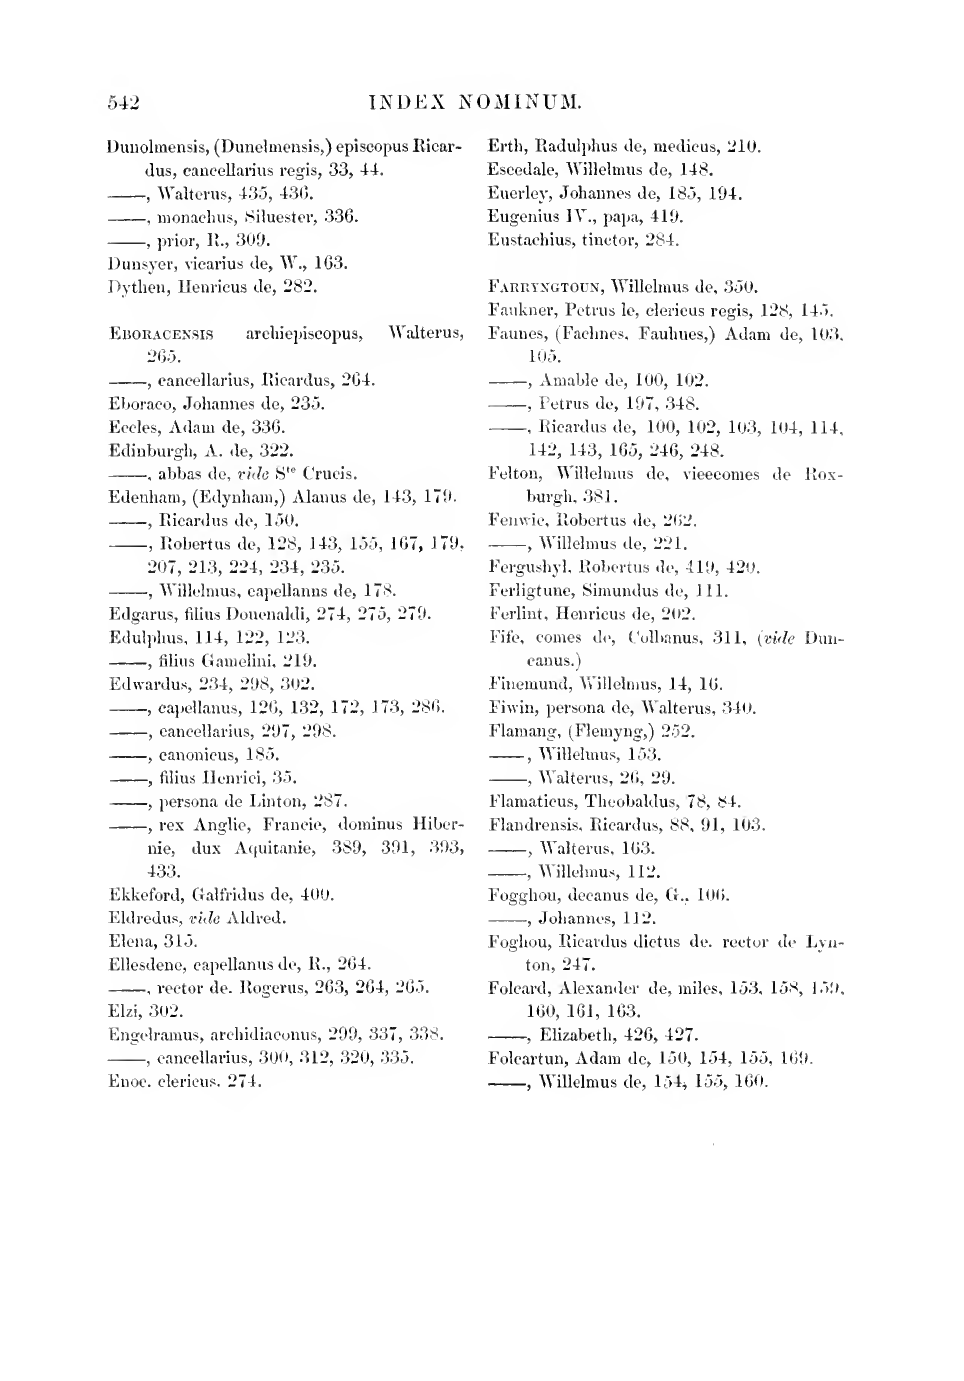 542 INDEX NOMINUM.
Dunolmensis, (Dunelmensis,) episcopus Ricar-
dus, cancellarius regis, 33, 44.
———, Walterus, 435, 436.
———, monachus, Siluester, 336.
———, prior, R., 309.
Dunsyer, vicarius de, W., 163.
Dythen, Henricus de, 282.
EBORACENSIS archiepiscopus, Walterus,
265.
———, cancellarius, Ricardus, 264.
Eboraco, Johannes de, 235.
Eccles, Adam de, 336.
Edinburgh, A. de, 322.
———, abbas de, vide Ste Crucis.
Edenham, (Edynham,) Alanus de, 143, 179.
———, Ricardus de, 150.
———, Robertus de, 128, 143, 155, 167, 179,
207, 213, 224, 234, 235.
———, Willelmus, capellanus de, 178.
Edgarus, filius Douenaldi, 274, 275, 279.
Edulphus, 114, 122, 123.
———, filius Gamelini, 219.
Edwardus, 234, 298, 302.
———, capellanus, 126, 132, 172, 173, 286.
———, cancellarius, 297, 298.
———, canonicus, 185.
———, filius Henrici, 35.
———, persona de Linton, 287.
———, rex Anglie, Francie, dominus Hiber-
nie, dux Aquitanie, 389, 391, 393,
433.
Ekkeford, Galfridus de, 409.
Eldredus, vide Aldred.
Elena, 315.
Ellesdene, capellanus de, R., 264.
———, rector de, Rogerus, 263, 264, 265.
Elzi, 302.
Engelramus, archidiaconus, 299, 337, 338.
———, cancellarius, 300, 312, 320, 335.
Enoc, clericus, 274.
Erth, Radulphus de, medicus, 210.
Escedale, Willelmus de, 148.
Euerley, Johannes de, 185, 194.
Eugenius IV., papa, 419.
Eustachius, tinctor, 284.
FARRYNGTOUN, Willelmus de, 350.
Faukner, Petrus le, clericus regis, 128, 145.
Faunes, (Fachnes, Fauhues,) Adam de, 103,
105.
———, Amable de, 100, 102.
———, Petrus de, 197, 348.
———, Ricardus de, 100, 102, 103, 104, 114,
142, 143, 165, 246, 248.
Felton, Willelmus de, vicecomes de Rox-
burgh, 381.
Fenwic, Robertus de, 262.
———, Willelmus de, 221.
Fergushyl, Robertus de, 419, 420.
Ferligtune, Simundus de, 111.
Ferlint, Henricus de, 202.
Fife, comes de, Colbanus, 311, (vide Dun-
canus.)
Finemund, Willelmus, 14, 16.
Fiwin, persona de, Walterus, 340.
Flamang, (Flemyng,) 252.
———, Willelmus, 153.
———, Walterus, 26, 29.
Flamaticus, Theobaldus, 78, 84.
Flandrensis, Ricardus, 88, 91, 103.
———, Walterus, 163.
———, Willelmus, 112.
Fogghou, decanus de, G., 106.
———, Johannes, 112.
Foghou, Ricardus dictus de, rector de Lyn-
ton, 247.
Folcard, Alexander de, miles, 153, 158, 159,
160, 161, 163.
———, Elizabeth, 426, 427.
Folcartun, Adam de, 150, 154, 155, 169.
———, Willelmus de, 154, 155, 160.